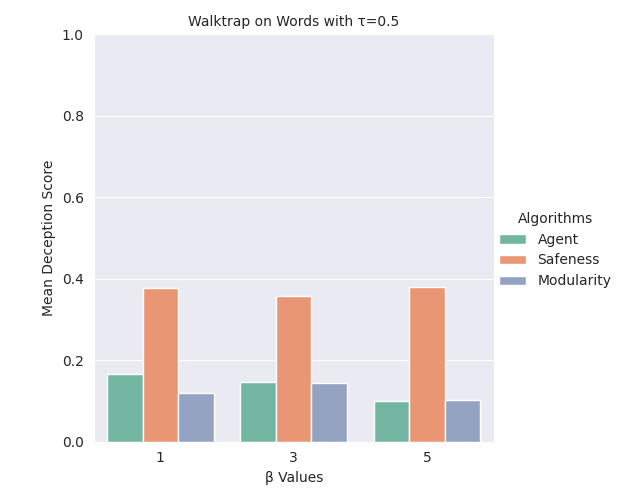 Walktrap on Words with τ=0.5
Mean Deception Score
1.0
0.8
0.6
0.4
0.2
0.0
1
3
5
β Values
Algorithms
Agent
Safeness
Modularity